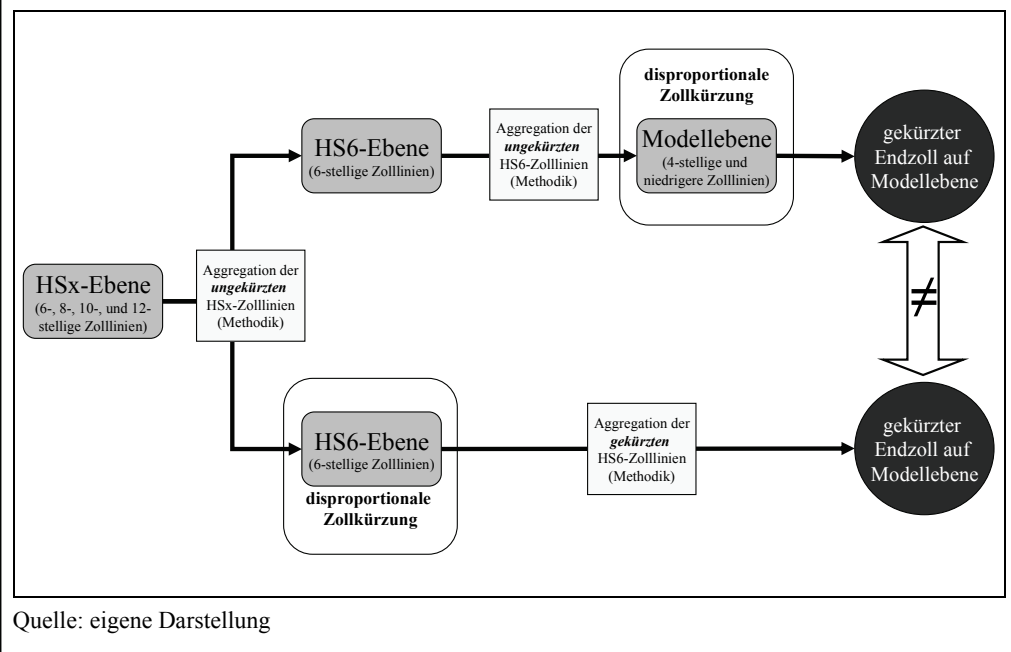 disproportionale
Zollkürzung
HS6-Ebene
(6-stellige Zolllinien)
Aggregation der
ungekürzten
HS6-Zolllinien
(Methodik)
Modellebene
(4-stellige und
niedrigere Zolllinien)
gekürzter
Endzoll auf
Modellebene
HSx-Ebene
(6-, 8-, 10-, und 12-
stellige Zolllinien)
Aggregation der
ungekürzten
HSx-Zolllinien
(Methodik)
≠
HS6-Ebene
(6-stellige Zolllinien)
disproportionale
Zollkürzung
Aggregation der
gekürzten
HS6-Zolllinien
(Methodik)
gekürzter
Endzoll auf
Modellebene
Quelle: eigene Darstellung